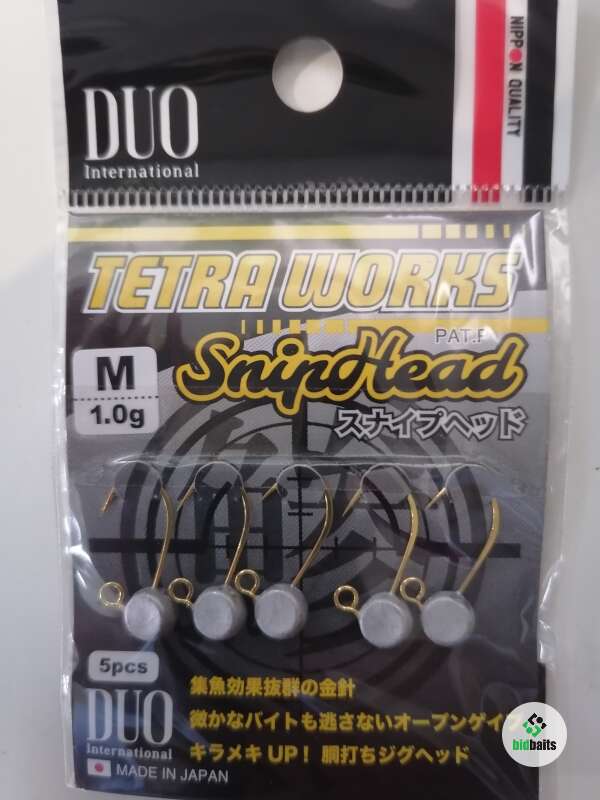 DUO
International
NIPPON QUALITY
TETRA WORKS
PAT.P
SnipHead
スナイプヘッド
M
1.0g
5pcs
DUO
International
MADE IN JAPAN
集魚効果抜群の金針
微かなバイトも逃さないオープンゲイプ
キラメキUP! 胴打ちジグヘッド
bidbaits